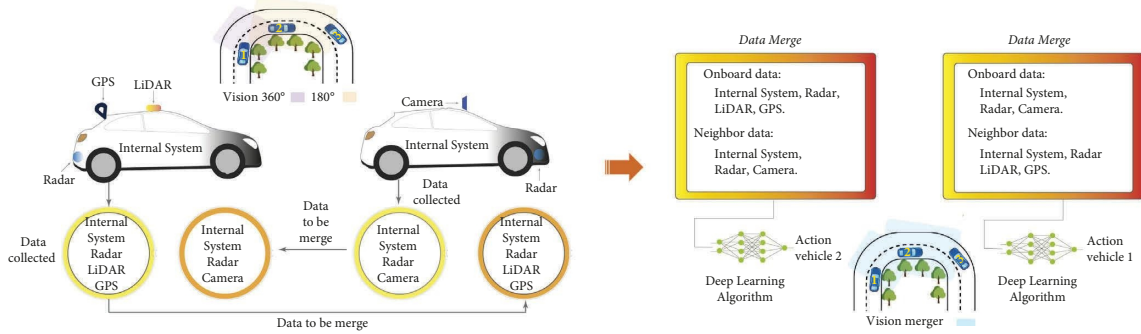 GPS
LiDAR
Vision 360°
180°
Camera
Internal System
Internal System
Radar
Radar
Data
collected
Data
collected
Internal
System
Radar
LiDAR
GPS
Internal
System
Radar
Camera
Data
to be
merge
Internal
System
Radar
Camera
Internal
System
Radar
LiDAR
GPS
Data to be merge
Data Merge
Onboard data:
Internal System, Radar,
LiDAR, GPS.
Neighbor data:
Internal System,
Radar, Camera.
Action
vehicle 2
Deep Learning
Algorithm
Data Merge
Onboard data:
Internal System,
Radar, Camera.
Neighbor data:
Internal System, Radar
LiDAR, GPS.
Action
vehicle 1
Deep Learning
Algorithm
Vision merger